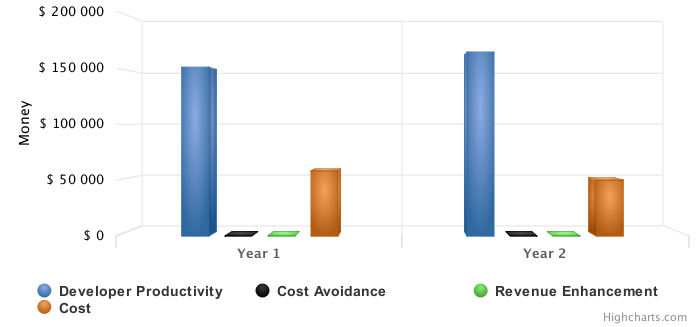 $ 200 000
$ 150 000
$ 100 000
$ 50 000
$ 0
Money
Year 1
Year 2
Developer Productivity
Cost Avoidance
Revenue Enhancement
Cost
Highcharts.com